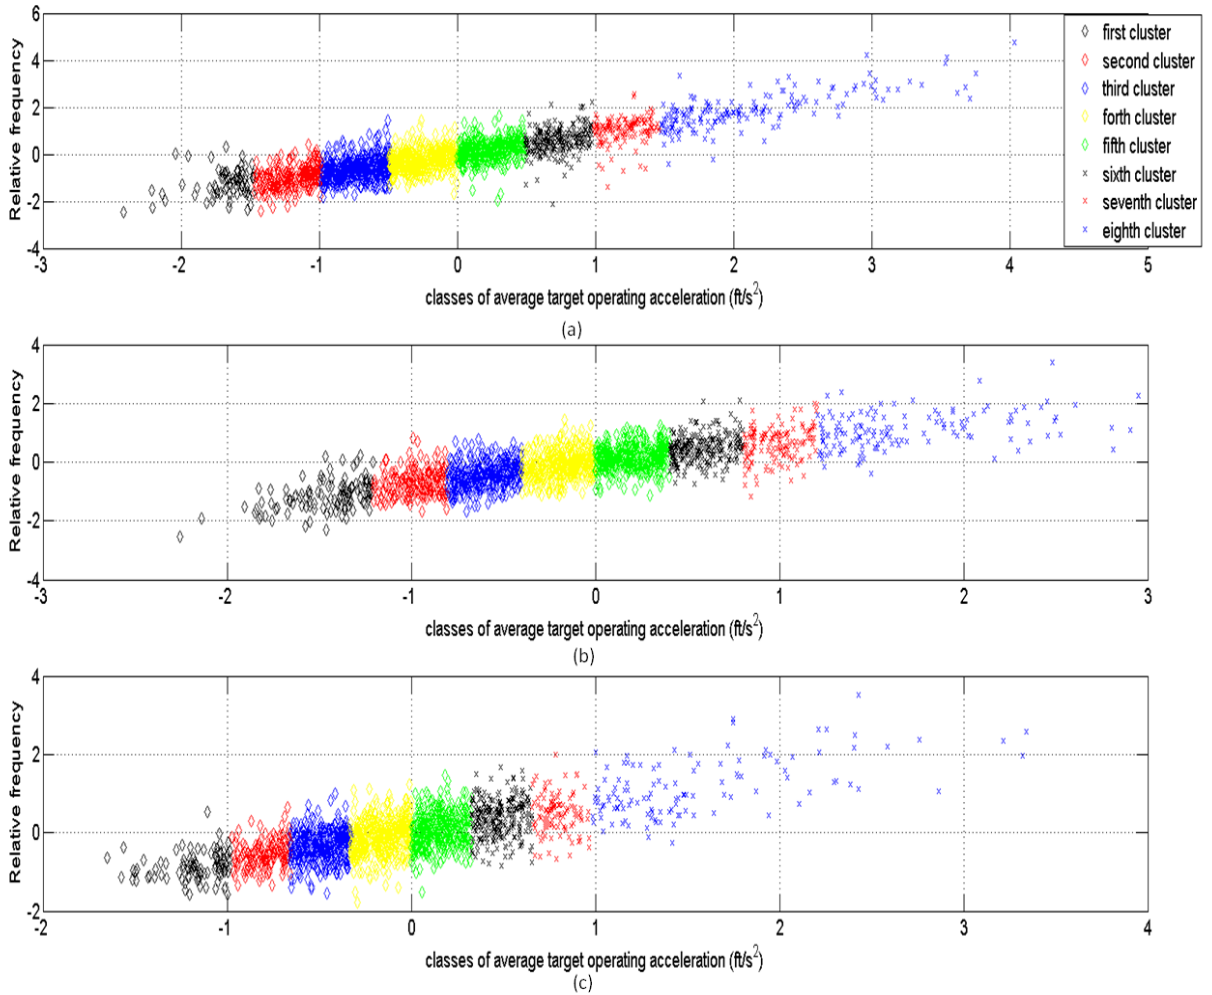 6
4
2
0
-2
-4
Relative frequency
-3 -2 -1 0 1 2 3 4 5
classes of average target operating acceleration (ft/s²)
(a)
first cluster
second cluster
third cluster
forth cluster
fifth cluster
sixth cluster
seventh cluster
eighth cluster
4
2
0
-2
-4
Relative frequency
-3 -2 -1 0 1 2 3
classes of average target operating acceleration (ft/s²)
(b)
4
2
0
-2
Relative frequency
-2 -1 0 1 2 3 4
classes of average target operating acceleration (ft/s²)
(c)